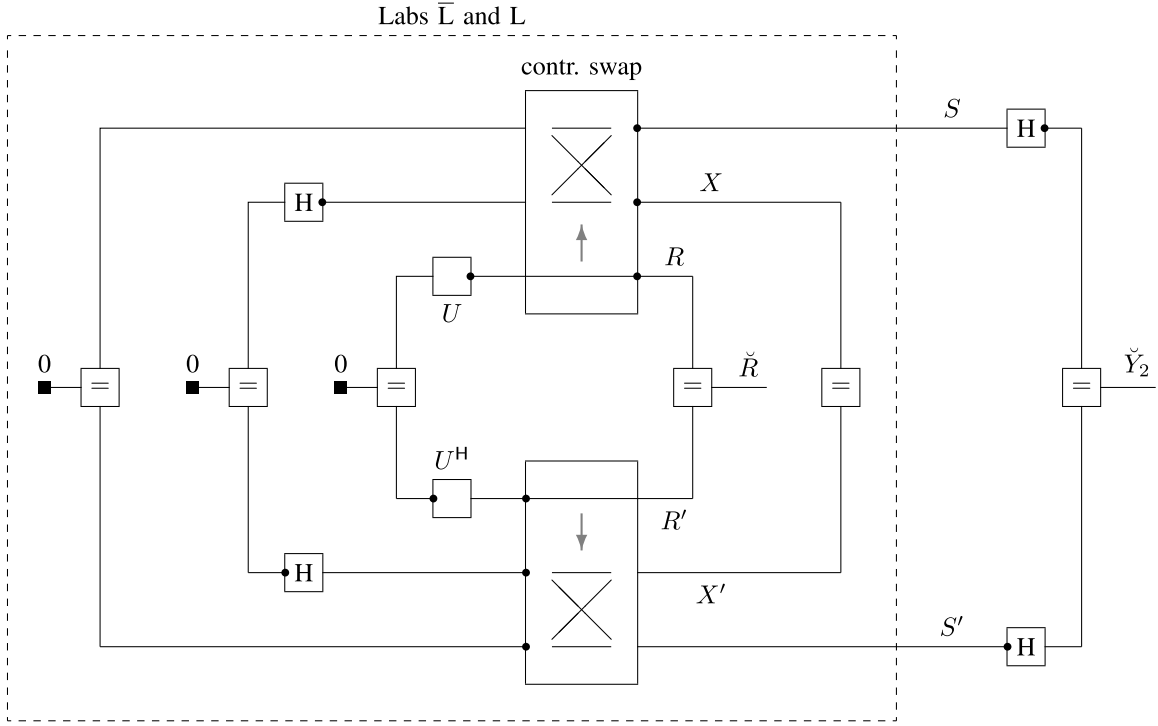 Labs L̅ and L
contr. swap
S
H
X
H
R
U
0
0
0
=
=
=
=
R̆
=
=
Y̆₂
Uᴴ
R′
H
X′
S′
H